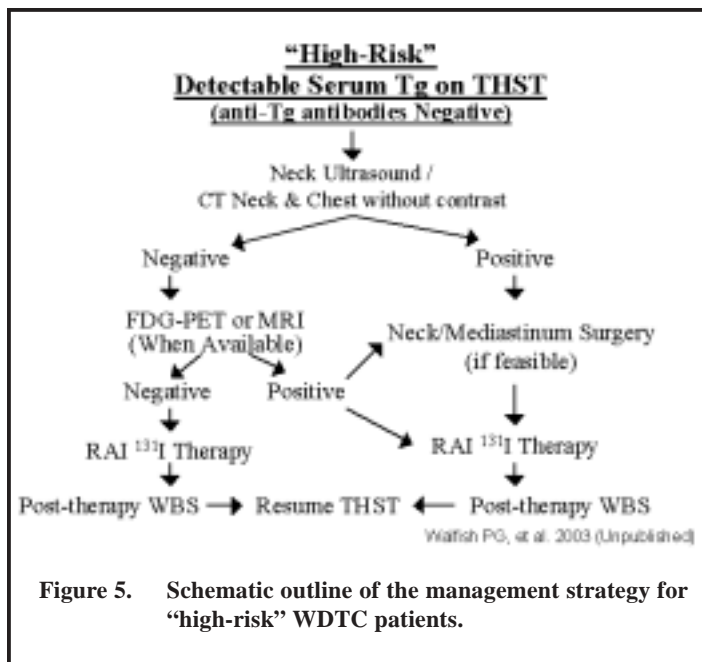 “High-Risk”
Detectable Serum Tg on THST
(anti-Tg antibodies Negative)
Neck Ultrasound /
CT Neck & Chest without contrast
Negative
Positive
FDG-PET or MRI
(When Available)
Neck/Mediastinum Surgery
(if feasible)
Negative
Positive
RAI ¹³¹I Therapy
RAI ¹³¹I Therapy
Post-therapy WBS
Resume THST
Post-therapy WBS
Walfish PG, et al. 2003 (Unpublished)
Figure 5. Schematic outline of the management strategy for
“high-risk” WDTC patients.